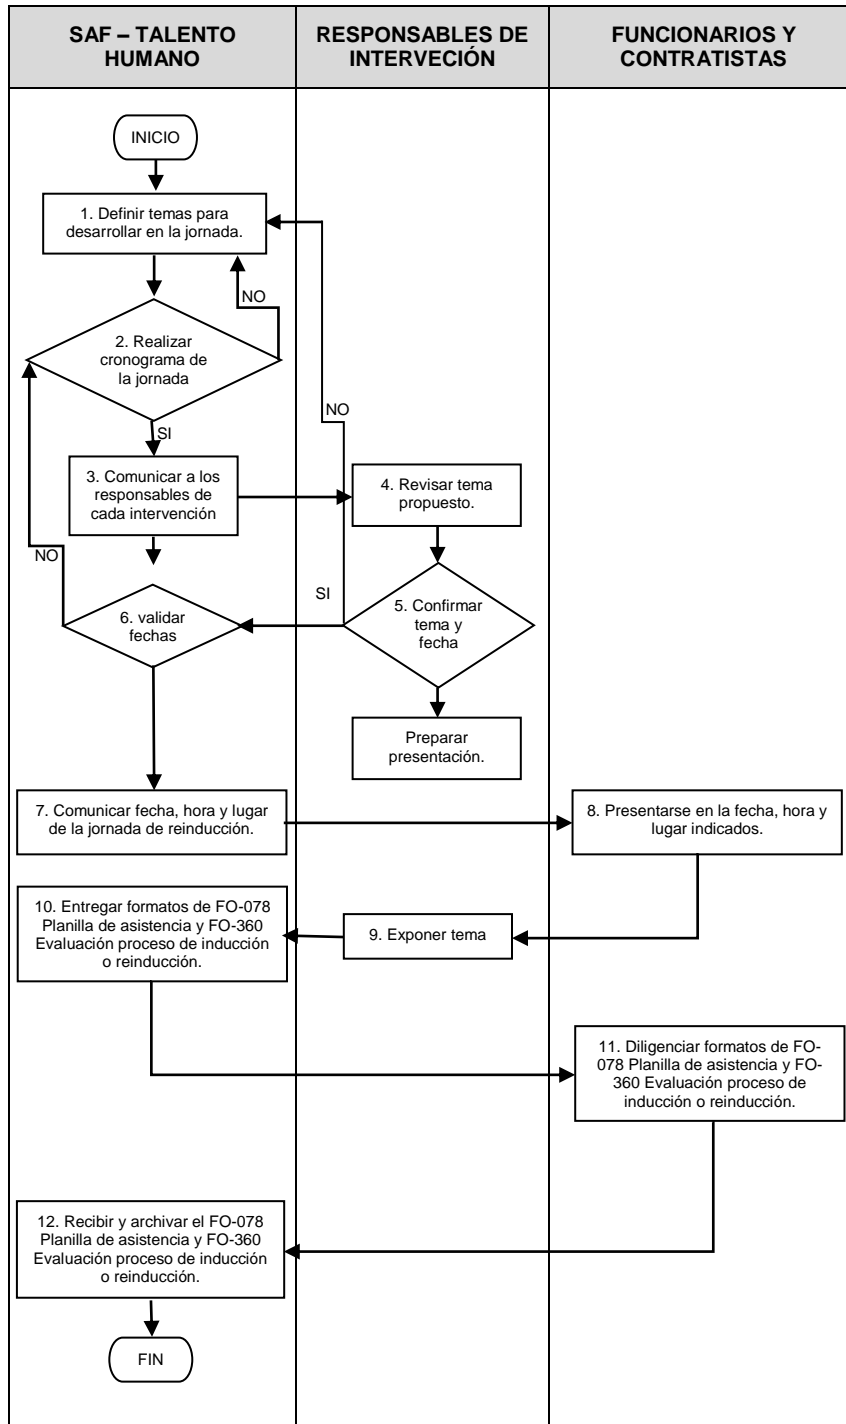 SAF – TALENTO
HUMANO
RESPONSABLES DE
INTERVECIÓN
FUNCIONARIOS Y
CONTRATISTAS
INICIO
1. Definir temas para
desarrollar en la jornada.
NO
2. Realizar
cronograma de
la jornada
NO
SI
3. Comunicar a los
responsables de
cada intervención
4. Revisar tema
propuesto.
NO
SI
5. Confirmar
tema y
fecha
6. validar
fechas
Preparar
presentación.
7. Comunicar fecha, hora y lugar
de la jornada de reinducción.
8. Presentarse en la fecha, hora y
lugar indicados.
10. Entregar formatos de FO-078
Planilla de asistencia y FO-360
Evaluación proceso de inducción
o reinducción.
9. Exponer tema
11. Diligenciar formatos de FO-
078 Planilla de asistencia y FO-
360 Evaluación proceso de
inducción o reinducción.
12. Recibir y archivar el FO-078
Planilla de asistencia y FO-360
Evaluación proceso de inducción
o reinducción.
FIN